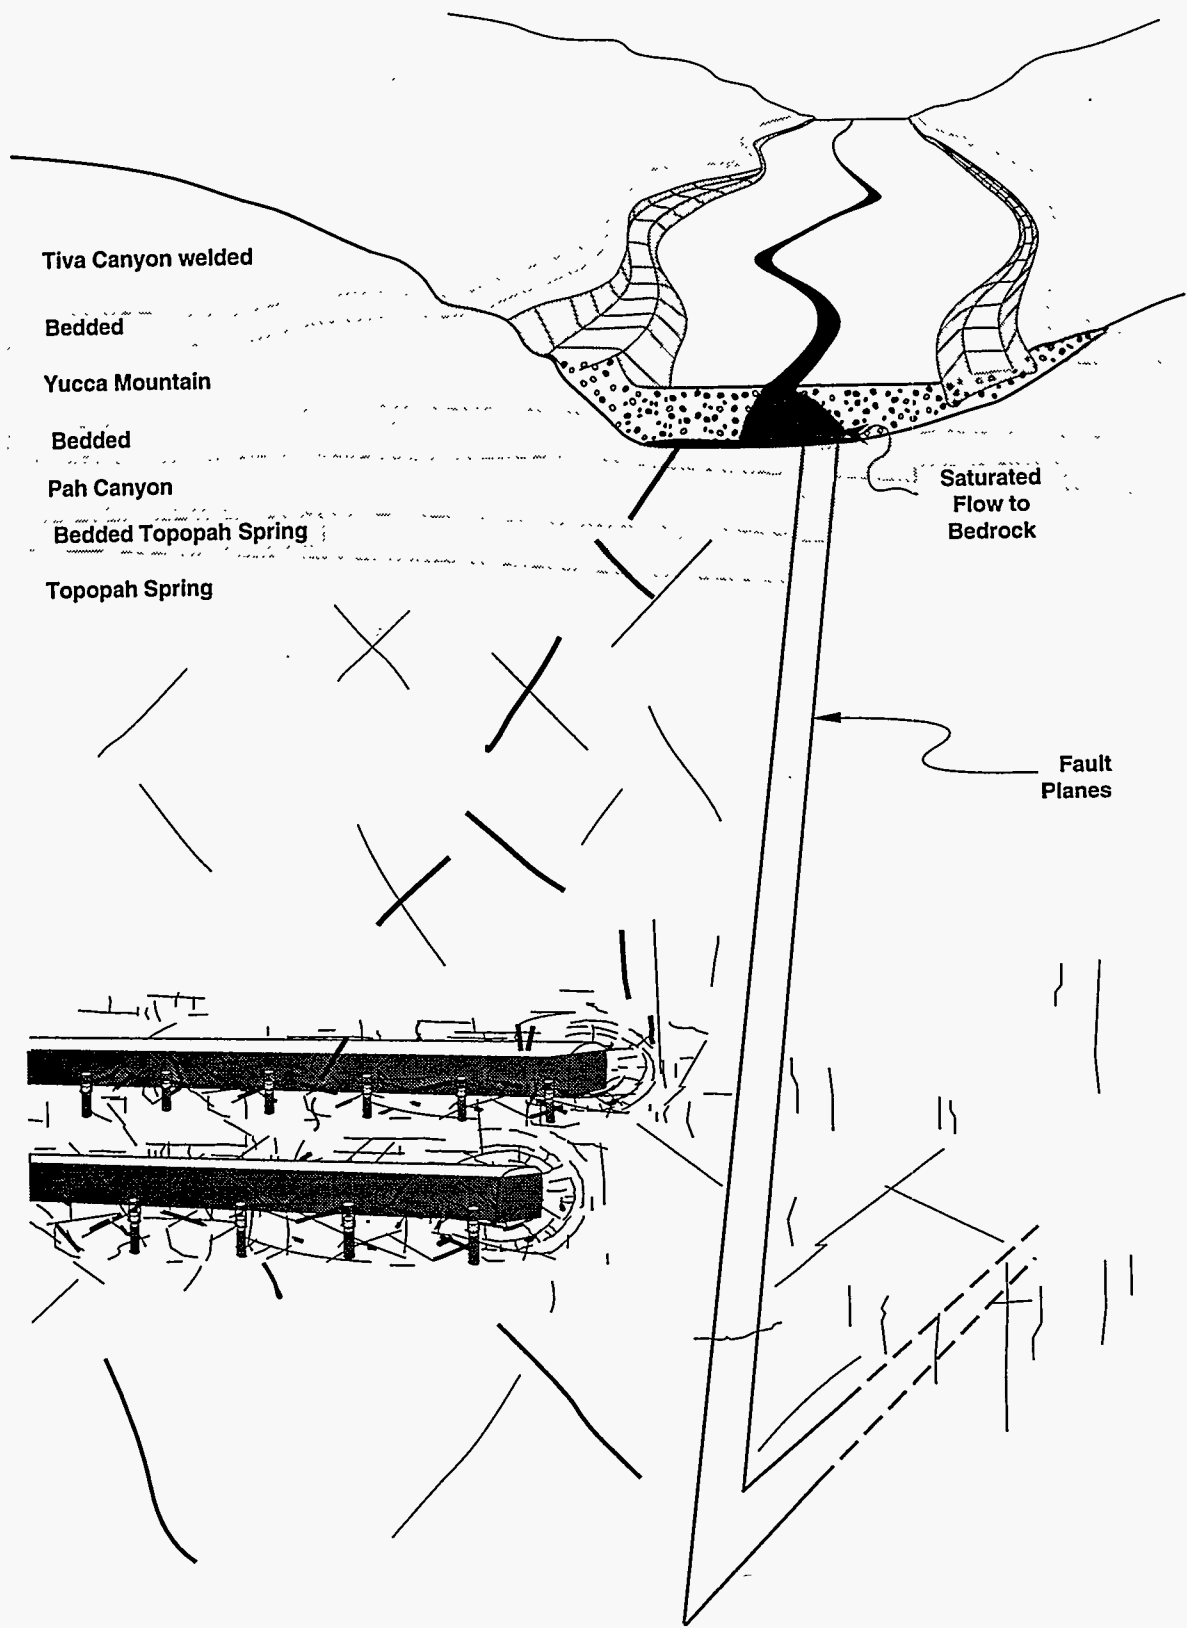 Tiva Canyon welded
Bedded
Yucca Mountain
Bedded
Pah Canyon
Bedded Topopah Spring
Topopah Spring
Saturated
Flow to
Bedrock
Fault
Planes